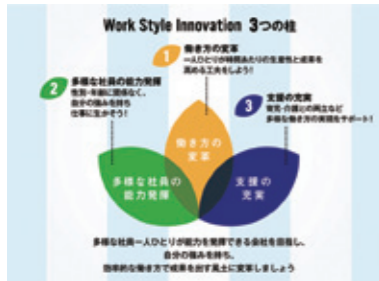 Work Style Innovation 3つの柱
1
働き方の変革
一人ひとりが時間あたりの生産性と成果を
高める工夫をしよう!
2
多様な社員の能力発揮
性別・年齢に関係なく、
自分の強みを持ち
仕事に生かそう!
3
支援の充実
育児・介護との両立など
多様な働き方の実現をサポート!
働き方の
変革
多様な社員の
能力発揮
支援の
充実
多様な社員一人ひとりが能力を発揮できる会社を目指し、
自分の強みを持ち、
効率的な働き方で成果を出す風土に変革しましょう